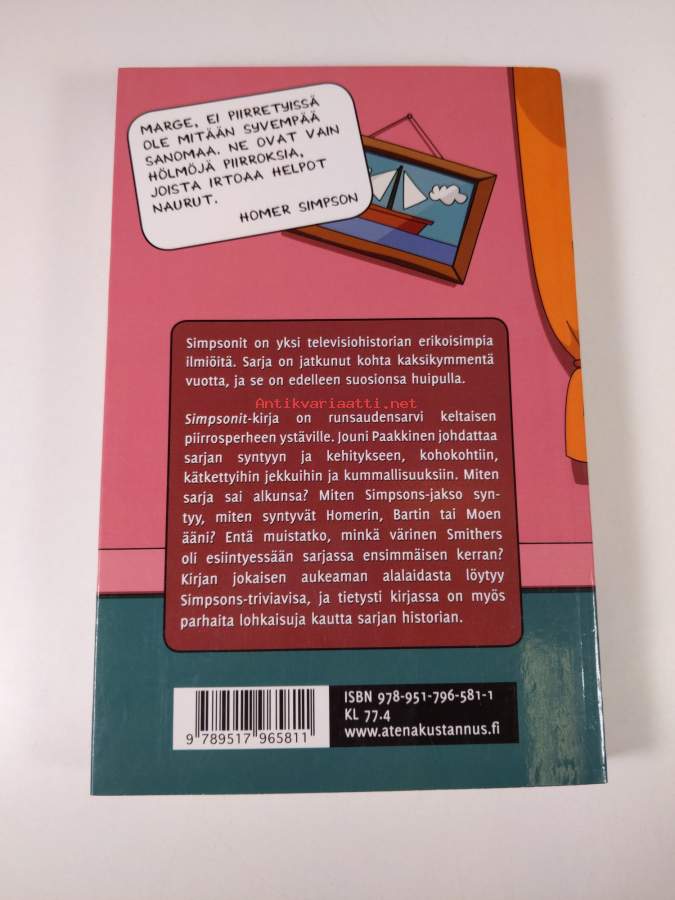 MARGE, EI PIIRRETYISSÄ
OLE MITÄÄN SYVEMPÄÄ
SANOMAA. NE OVAT VAIN
HÖLMÖJÄ PIIRROKSIA,
JOISTA IRTOAA HELPOT
NAURUT.
HOMER SIMPSON
Simpsonit on yksi televisiohistorian erikoisimpia
ilmiöitä. Sarja on jatkunut kohta kaksikymmentä
vuotta, ja se on edelleen suosionsa huipulla.
Antikvariaatti.net
Simpsonit-kirja on runsaudensarvi keltaisen
piirrosperheen ystäville. Jouni Paakkinen johdattaa
sarjan syntyyn ja kehitykseen, kohokohtiin,
kätkettyihin jekkuihin ja kummallisuuksiin. Miten
sarja sai alkunsa? Miten Simpsons-jakso syn-
tyy, miten syntyvät Homerin, Bartin tai Moen
ääni? Entä muistatko, minkä värinen Smithers
oli esiintyessään sarjassa ensimmäisen kerran?
Kirjan jokaisen aukeaman alalaidasta löytyy
Simpsons-triviavisa, ja tietysti kirjassa on myös
parhaita lohkaisuja kautta sarjan historian.
ISBN 978-951-796-581-1
KL 77.4
www.atenakustannus.fi
9 789517 965811